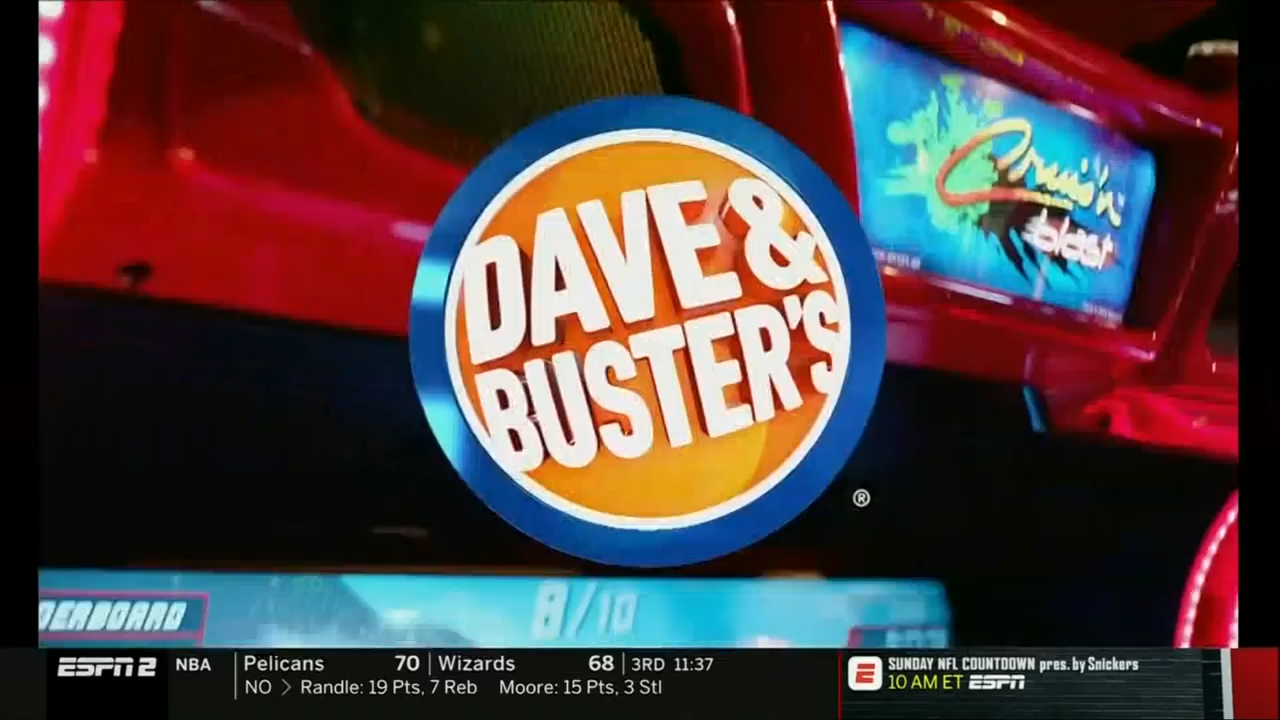 DAVE &
BUSTER'S
®
Cruis'n
blast
DERBOARD
8/10
ESPN2
NBA
Pelicans 70
Wizards 68
3RD 11:37
NO > Randle: 19 Pts, 7 Reb Moore: 15 Pts, 3 Stl
E
SUNDAY NFL COUNTDOWN pres. by Snickers
10 AM ET ESPN